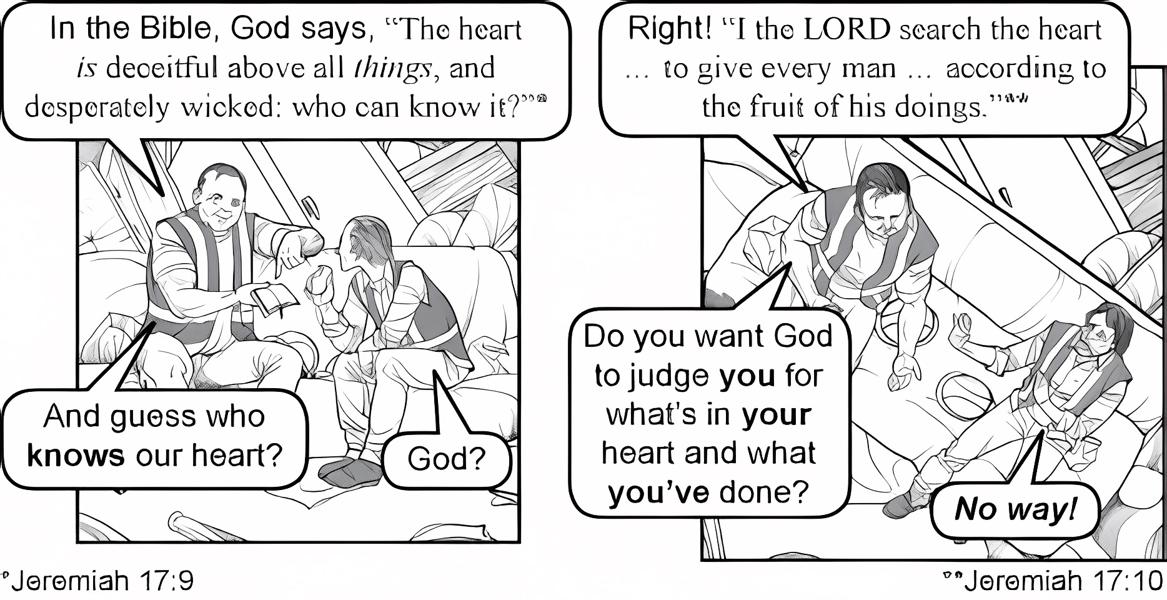 In the Bible, God says, “The heart
is deceitful above all things, and
desperately wicked: who can know it?”*
And guess who
knows our heart?
God?
*Jeremiah 17:9
Right! “I the LORD search the heart
... to give every man ... according to
the fruit of his doings.”**
Do you want God
to judge you for
what's in your
heart and what
you've done?
No way!
**Jeremiah 17:10